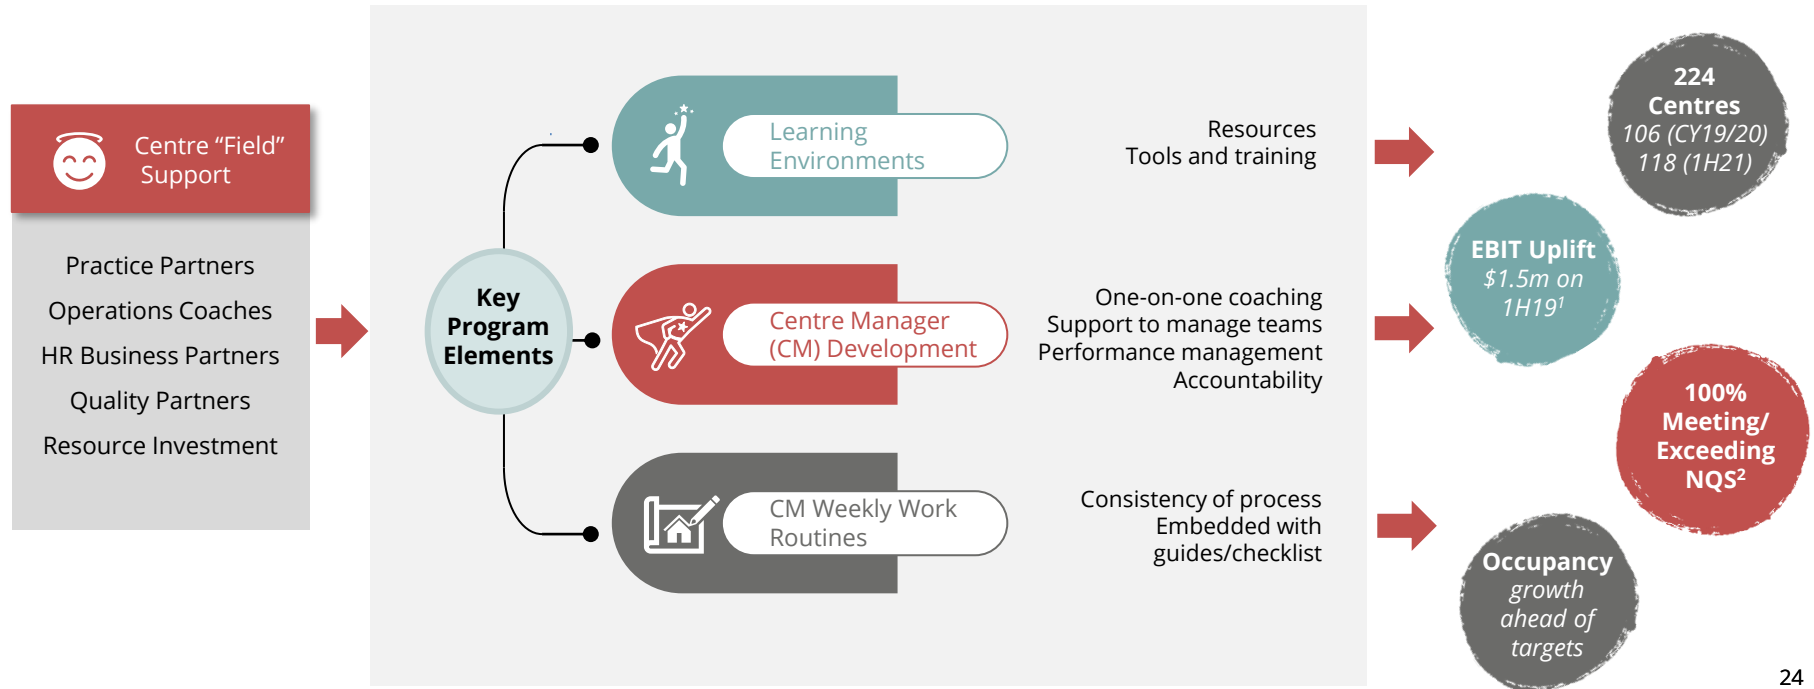 Centre “Field”
Support
Practice Partners
Operations Coaches
HR Business Partners
Quality Partners
Resource Investment
Key
Program
Elements
Learning
Environments
Resources
Tools and training
Centre Manager
(CM) Development
One-on-one coaching
Support to manage teams
Performance management
Accountability
CM Weekly Work
Routines
Consistency of process
Embedded with
guides/checklist
224
Centres
106 (CY19/20)
118 (1H21)
EBIT Uplift
$1.5m on
1H19¹
100%
Meeting/
Exceeding
NQS²
Occupancy
growth
ahead of
targets
24